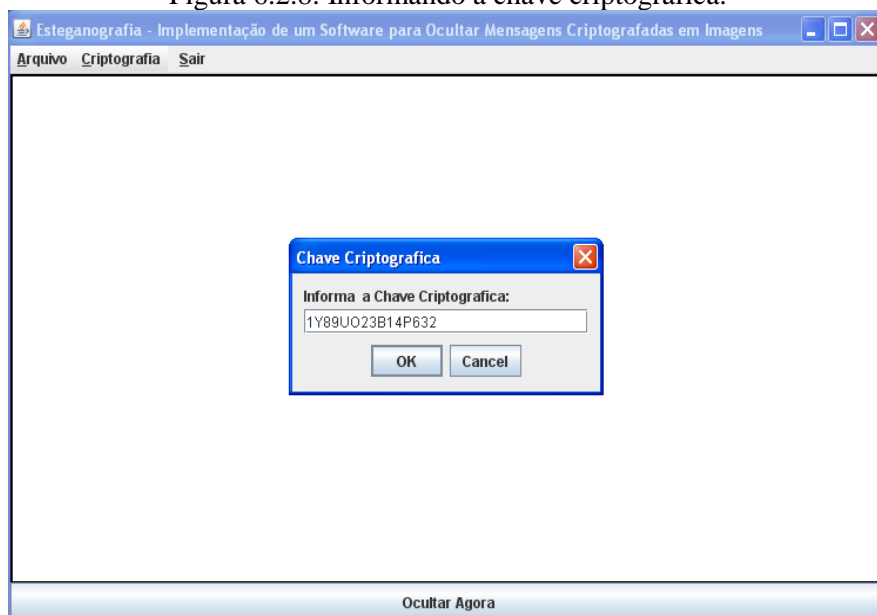 Figura 6.2.8: Informando a chave criptográfica.
Esteganografia - Implementação de um Software para Ocultar Mensagens Criptografadas em Imagens
Arquivo Criptografia Sair
Chave Criptografica
Informa a Chave Criptografica:
1Y89UO23B14P632
OK Cancel
Ocultar Agora